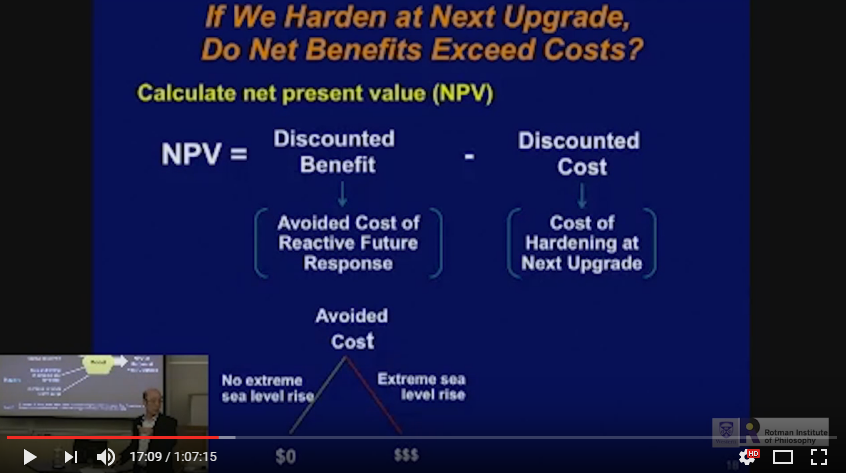 If We Harden at Next Upgrade,
Do Net Benefits Exceed Costs?
Calculate net present value (NPV)
NPV =
Discounted
Benefit
-
Discounted
Cost
Avoided Cost of
Reactive Future
Response
Cost of
Hardening at
Next Upgrade
Avoided
Cost
No extreme
sea level rise
Extreme sea
level rise
$0
$$$
Rotman Institute
of Philosophy
17:09 / 1:07:15
HD